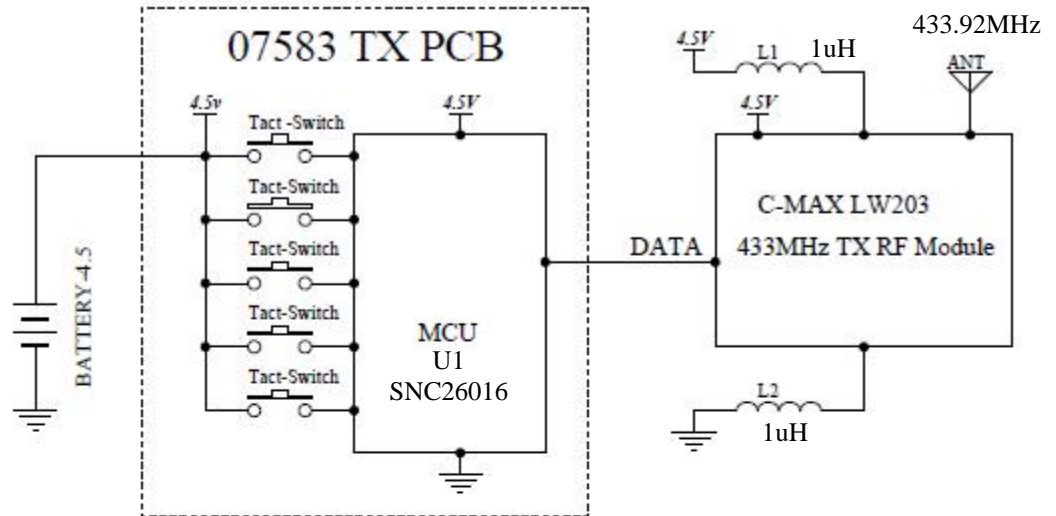 07583 TX PCB
4.5v
Tact -Switch
Tact-Switch
Tact-Switch
Tact-Switch
Tact-Switch
4.5V
MCU
U1
SNC26016
BATTERY-4.5
DATA
4.5V
L1
1uH
433.92MHz
ANT
4.5V
C-MAX LW203
433MHz TX RF Module
L2
1uH